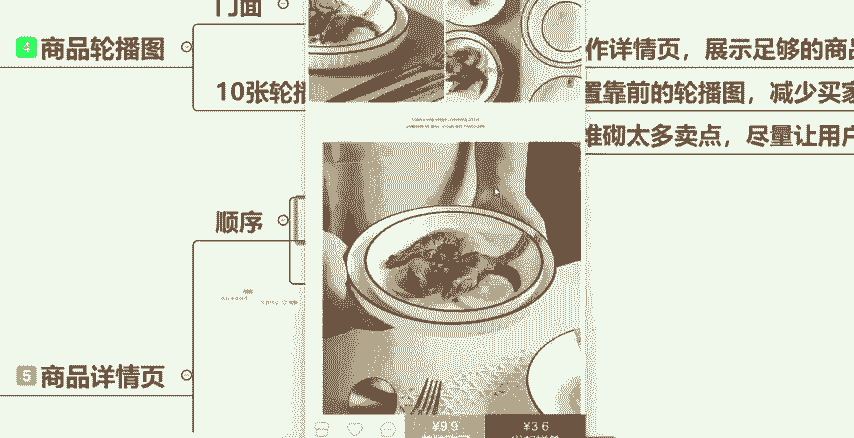 门面
4 商品轮播图
作详情页，展示足够的商品
10张轮播
置靠前的轮播图，减少买家
堆砌太多卖点，尽量让用户
顺序
5 商品详情页
¥99
¥36